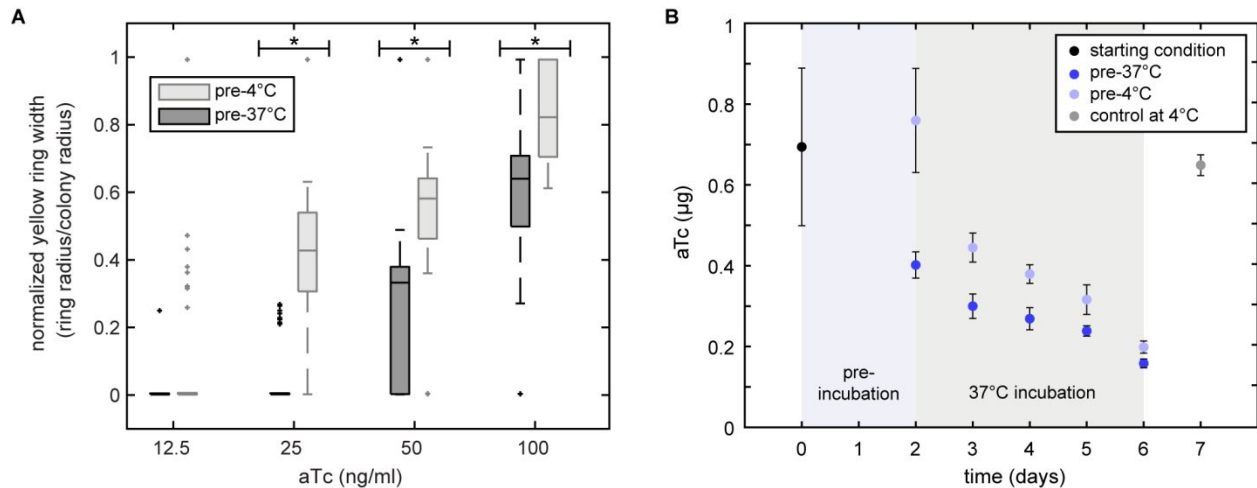 A
normalized yellow ring width
(ring radius/colony radius)
1
0.8
0.6
0.4
0.2
0
pre-4°C
pre-37°C
*
*
*
12.5
25
50
100
aTc (ng/ml)
B
aTc (µg)
1
0.8
0.6
0.4
0.2
0
starting condition
pre-37°C
pre-4°C
control at 4°C
pre-
incubation
37°C incubation
0
1
2
3
4
5
6
7
time (days)